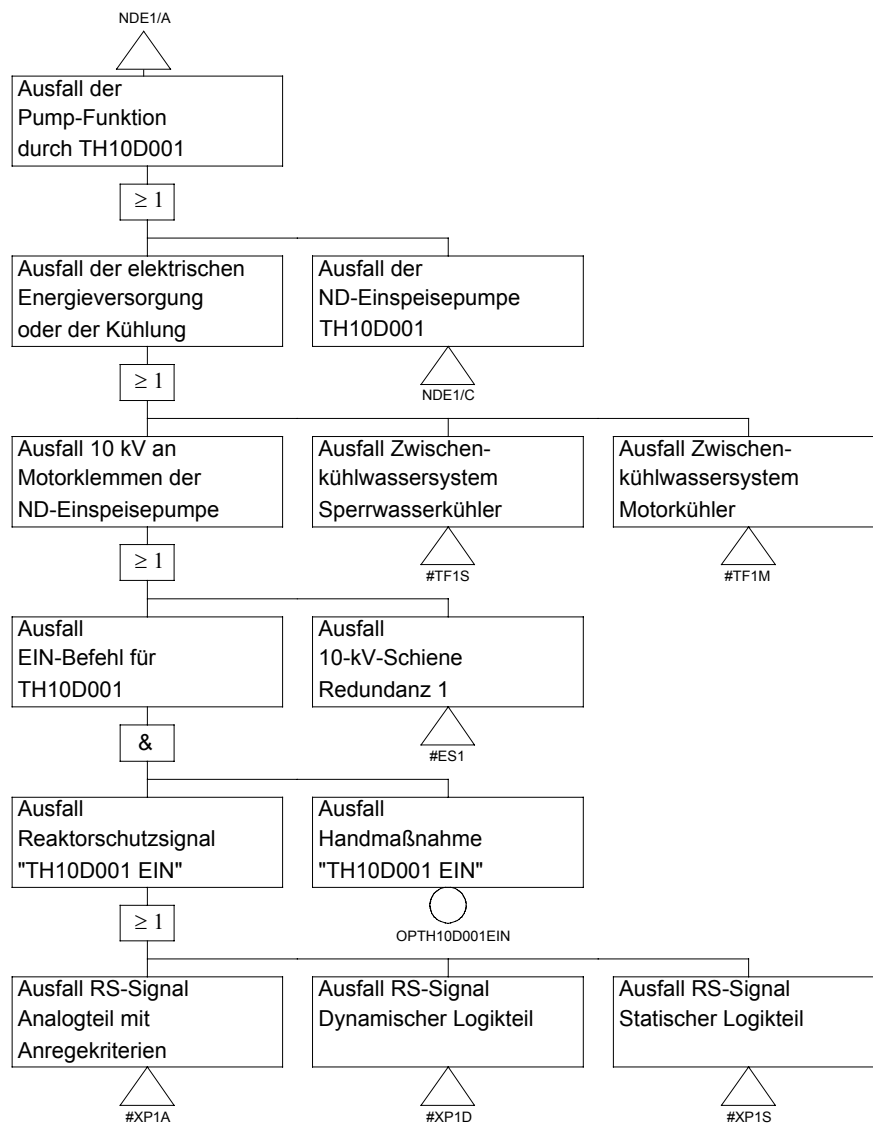 NDE1/A
Ausfall der
Pump-Funktion
durch TH10D001
≥ 1
Ausfall der elektrischen
Energieversorgung
oder der Kühlung
Ausfall der
ND-Einspeisepumpe
TH10D001
NDE1/C
≥ 1
Ausfall 10 kV an
Motorklemmen der
ND-Einspeisepumpe
Ausfall Zwischen-
kühlwassersystem
Sperrwasserkühler
#TF1S
Ausfall Zwischen-
kühlwassersystem
Motorkühler
#TF1M
≥ 1
Ausfall
EIN-Befehl für
TH10D001
Ausfall
10-kV-Schiene
Redundanz 1
#ES1
&
Ausfall
Reaktorschutzsignal
"TH10D001 EIN"
Ausfall
Handmaßnahme
"TH10D001 EIN"
OPTH10D001EIN
≥ 1
Ausfall RS-Signal
Analogteil mit
Anregekriterien
#XP1A
Ausfall RS-Signal
Dynamischer Logikteil
#XP1D
Ausfall RS-Signal
Statischer Logikteil
#XP1S